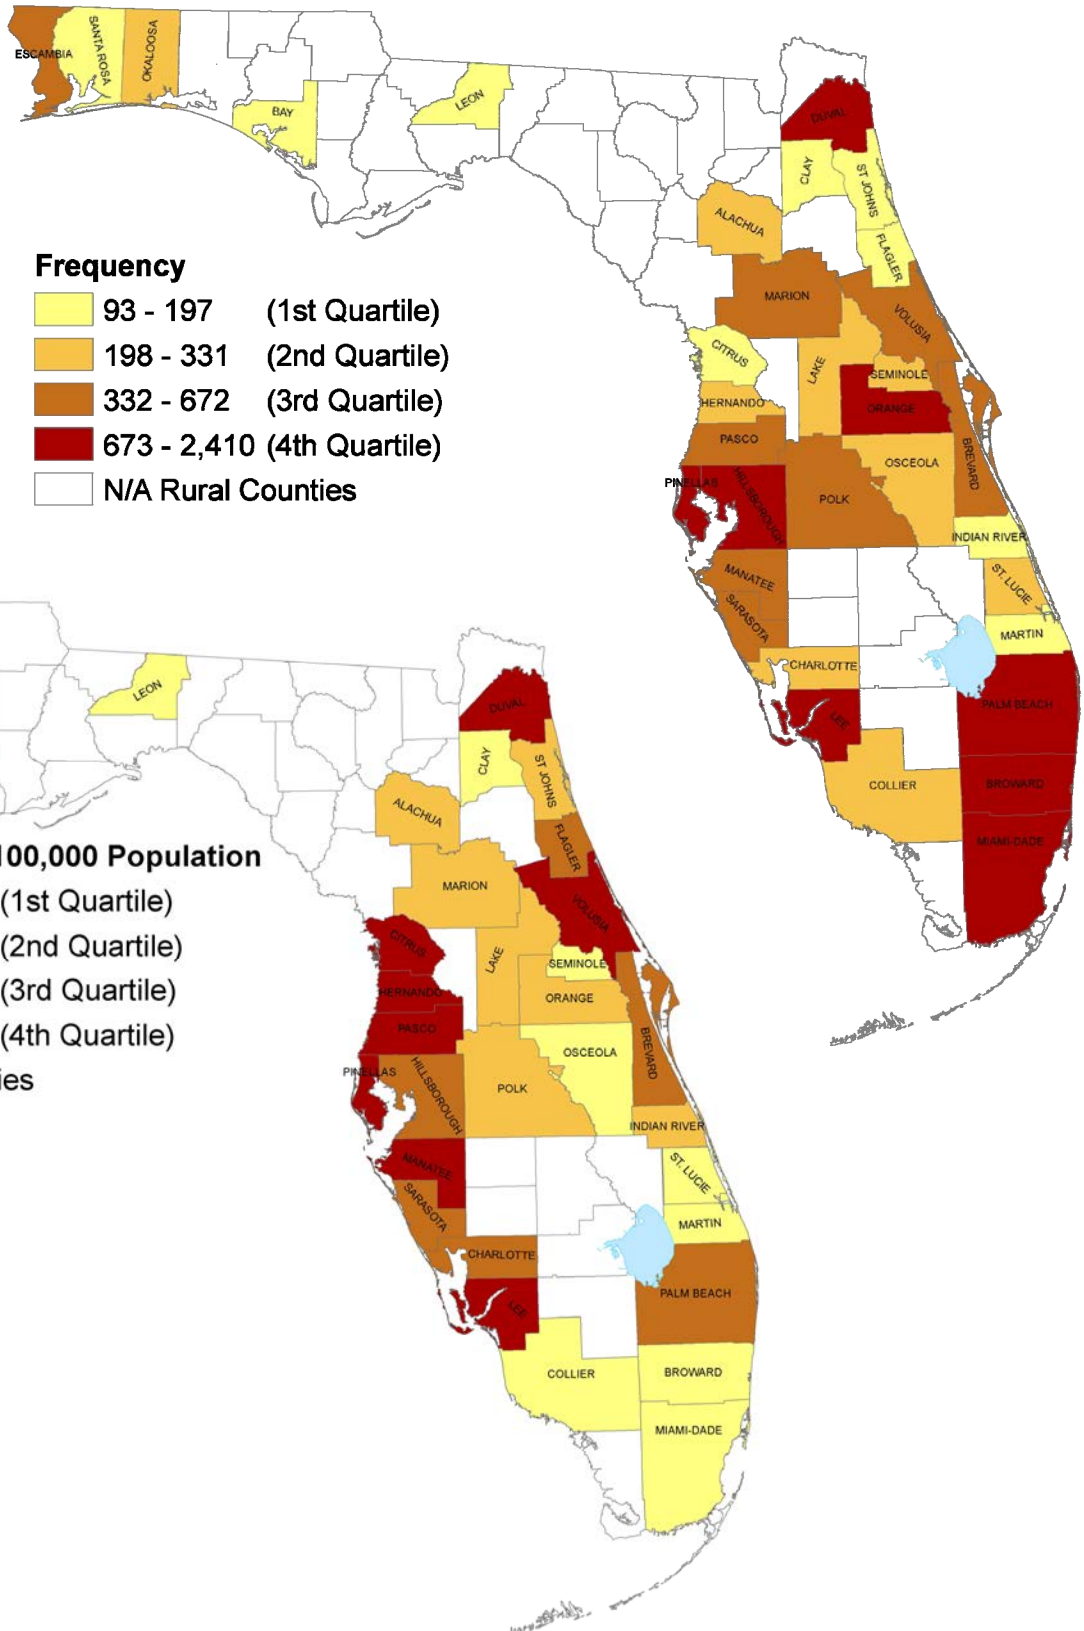 ESCAMBIA
SANTA ROSA
OKALOOSA
BAY
LEON
DUVAL
CLAY
ST JOHNS
ALACHUA
FLAGLER
MARION
VOLUSIA
CITRUS
LAKE
SEMINOLE
HERNANDO
ORANGE
PASCO
OSCEOLA
BREVARD
PINELLAS
HILLSBOROUGH
POLK
INDIAN RIVER
MANATEE
ST. LUCIE
SARASOTA
MARTIN
CHARLOTTE
LEE
PALM BEACH
COLLIER
BROWARD
MIAMI-DADE
Frequency
93 - 197 (1st Quartile)
198 - 331 (2nd Quartile)
332 - 672 (3rd Quartile)
673 - 2,410 (4th Quartile)
N/A Rural Counties
LEON
DUVAL
CLAY
ST JOHNS
ALACHUA
FLAGLER
MARION
VOLUSIA
CITRUS
LAKE
SEMINOLE
HERNANDO
ORANGE
PASCO
OSCEOLA
BREVARD
PINELLAS
HILLSBOROUGH
POLK
INDIAN RIVER
MANATEE
ST. LUCIE
SARASOTA
MARTIN
CHARLOTTE
LEE
PALM BEACH
COLLIER
BROWARD
MIAMI-DADE
100,000 Population
(1st Quartile)
(2nd Quartile)
(3rd Quartile)
(4th Quartile)
ies